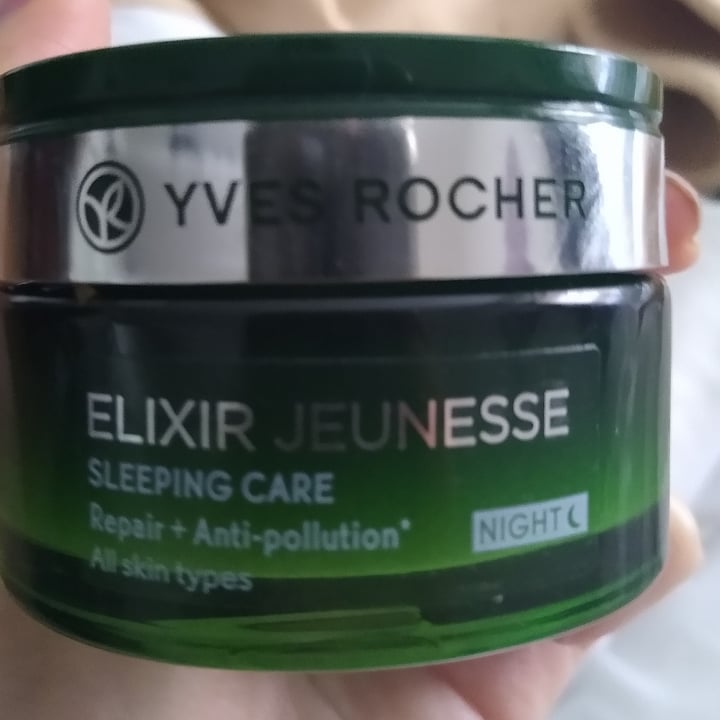 YVES ROCHER
ELIXIR JEUNESSE
SLEEPING CARE
Repair + Anti-pollution*
NIGHT
All skin types